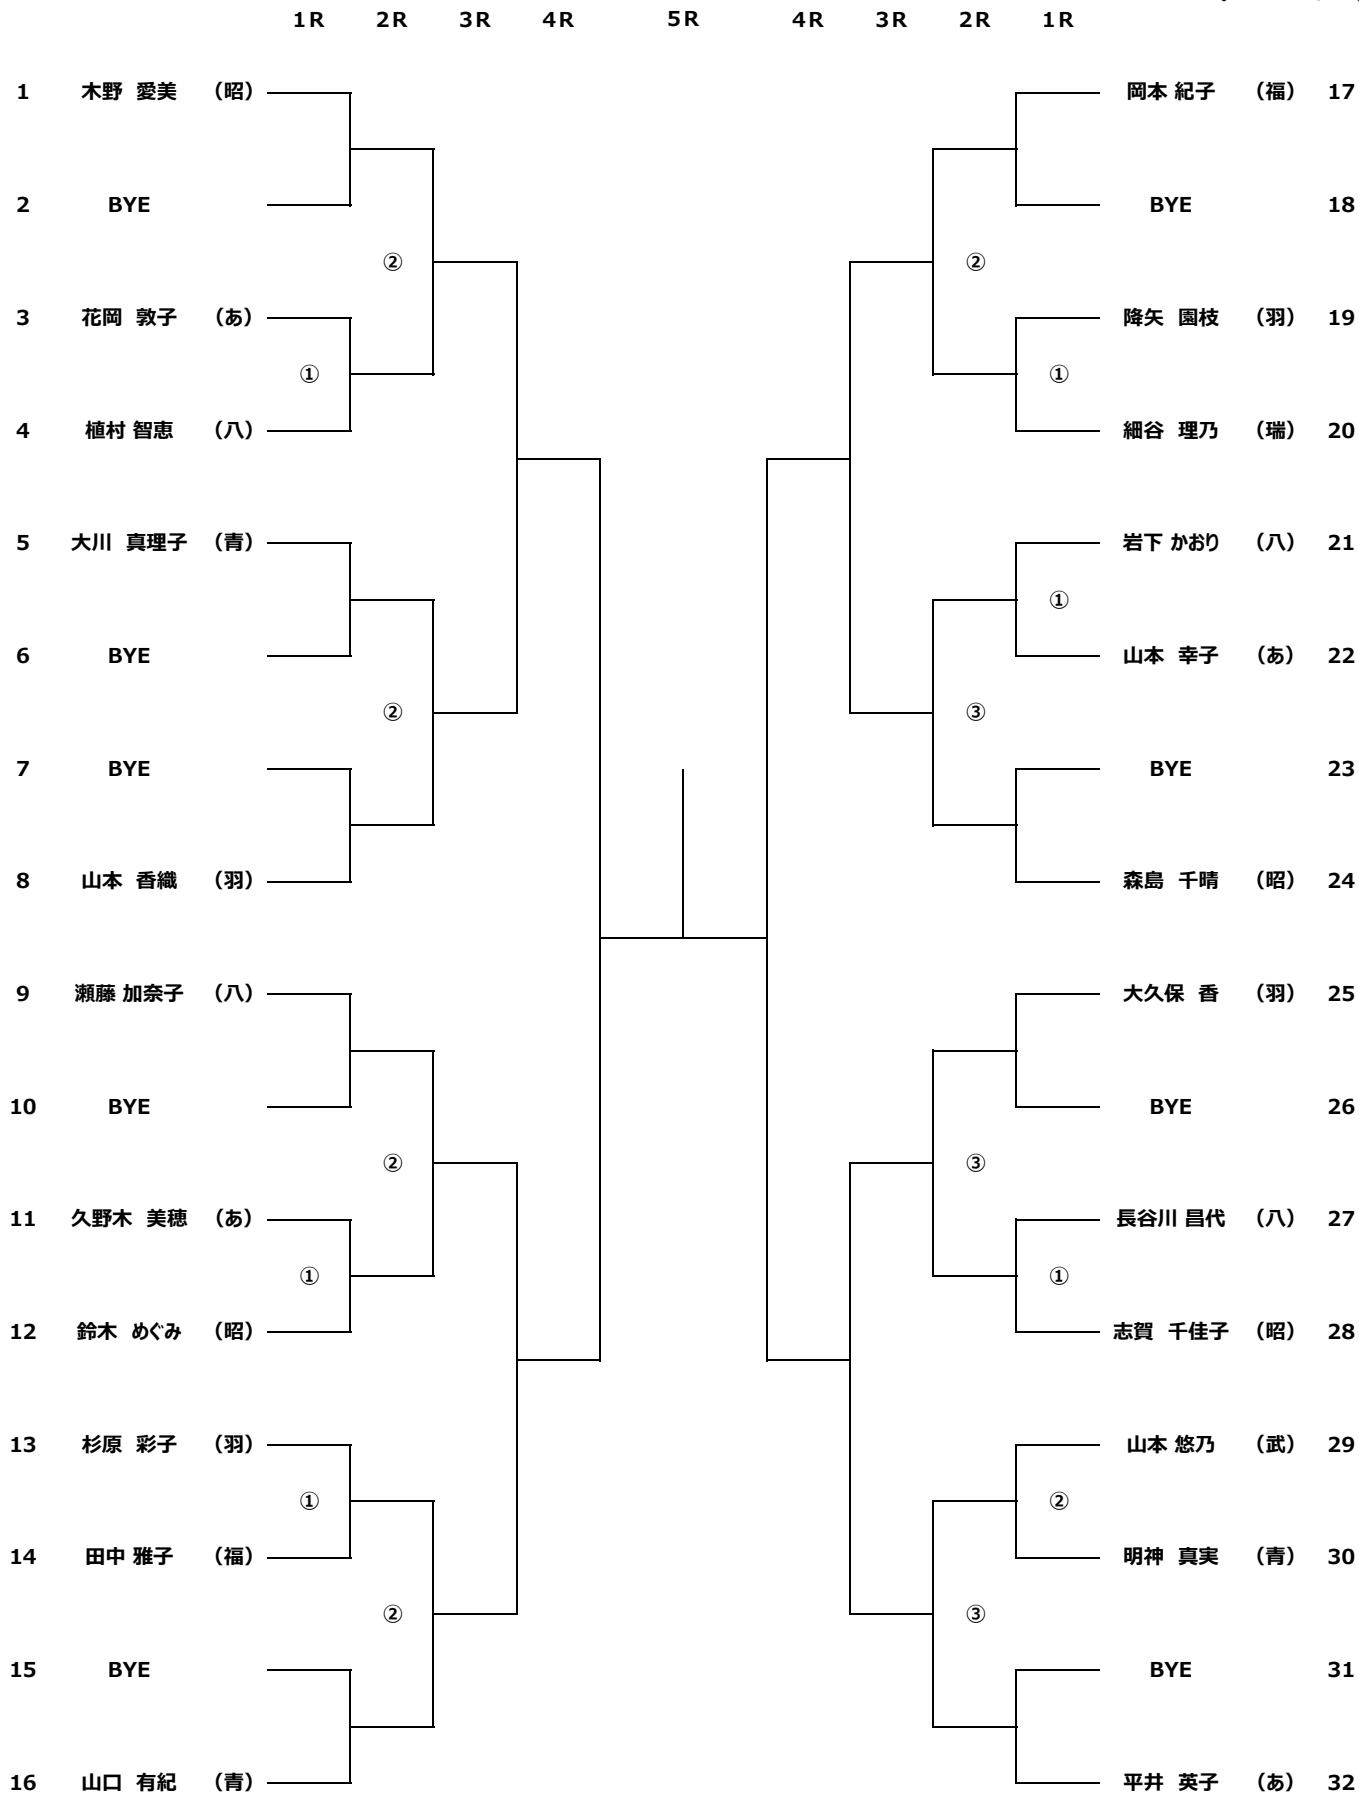 1R 2R 3R 4R 5R 4R 3R 2R 1R
1 木野 愛美 （昭） 岡本 紀子 （福） 17
2 BYE BYE 18
② ②
3 花岡 敦子 （あ） 降矢 園枝 （羽） 19
① ①
4 植村 智恵 （八） 細谷 理乃 （瑞） 20
5 大川 真理子 （青） 岩下 かおり （八） 21
①
6 BYE 山本 幸子 （あ） 22
② ③
7 BYE BYE 23
8 山本 香織 （羽） 森島 千晴 （昭） 24
9 瀬藤 加奈子 （八） 大久保 香 （羽） 25
10 BYE BYE 26
② ③
11 久野木 美穂 （あ） 長谷川 昌代 （八） 27
① ①
12 鈴木 めぐみ （昭） 志賀 千佳子 （昭） 28
13 杉原 彩子 （羽） 山本 悠乃 （武） 29
① ②
14 田中 雅子 （福） 明神 真実 （青） 30
② ③
15 BYE BYE 31
16 山口 有紀 （青） 平井 英子 （あ） 32